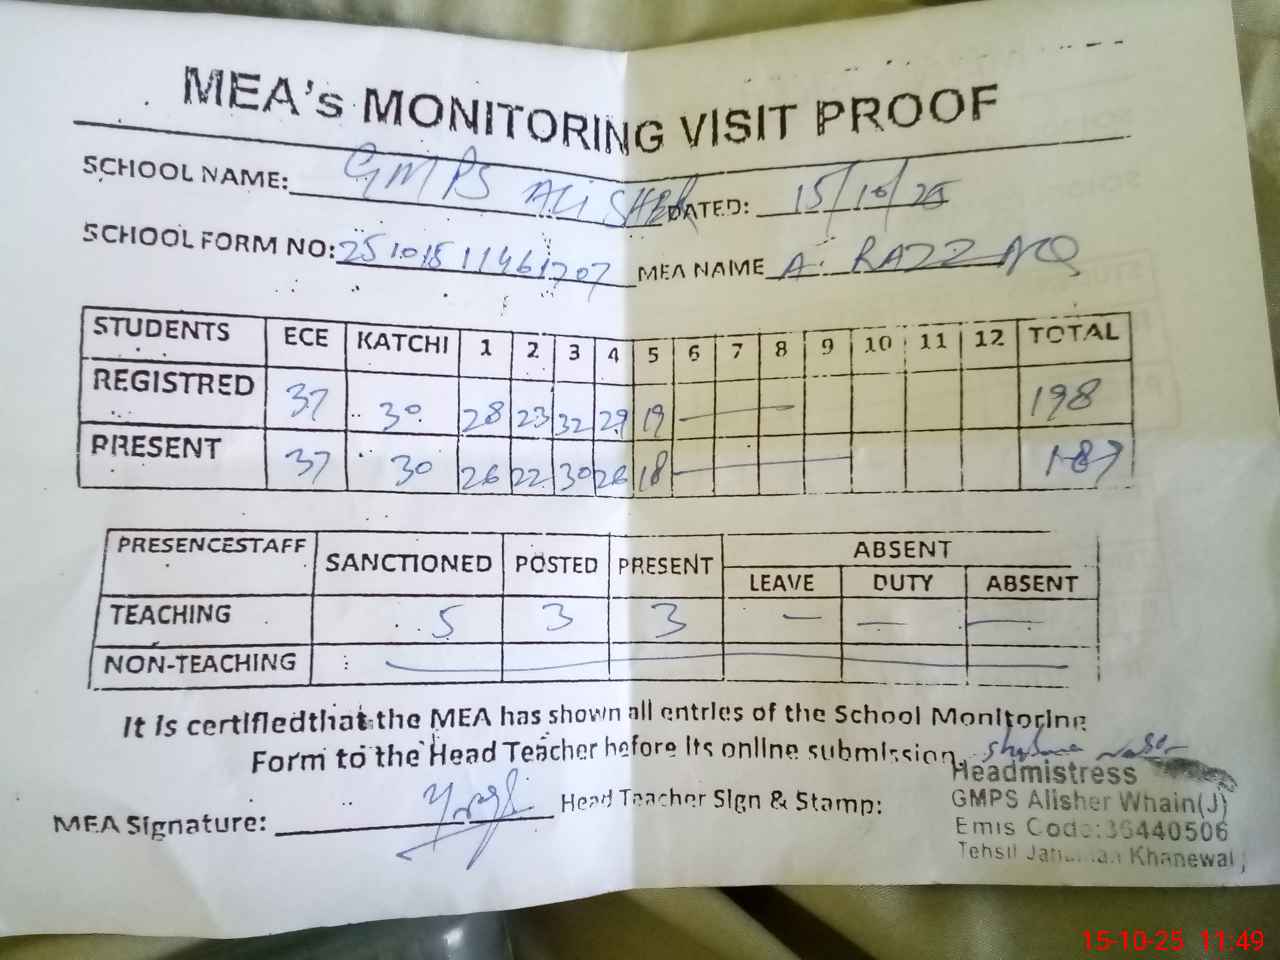 MEA's MONITORING VISIT PROOF
SCHOOL NAME: GMPS ALI SHER DATED: 15/10/25
SCHOOL FORM NO: 25101511461707 MEA NAME A. RAZZAQ
STUDENTS ECE KATCHI 1 2 3 4 5 6 7 8 9 10 11 12 TOTAL
REGISTRED 37 30 28 23 32 29 19 — 198
PRESENT 37 30 26 22 30 26 18 — 187
PRESENCESTAFF SANCTIONED POSTED PRESENT ABSENT
LEAVE DUTY ABSENT
TEACHING 5 3 3 — — —
NON-TEACHING —
It is certifiedthat the MEA has shown all entries of the School Monitoring
Form to the Head Teacher before its online submission.
MEA Signature: Head Teacher Sign & Stamp:
Headmistress
GMPS Alisher Whain(J)
Emis Code:36440506
Tehsil Khanewal
15-10-25 11:49